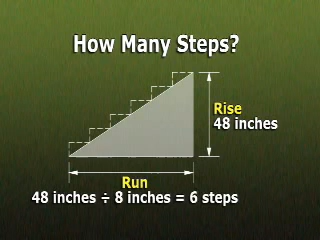 How Many Steps?
Rise
48 inches
Run
48 inches ÷ 8 inches = 6 steps